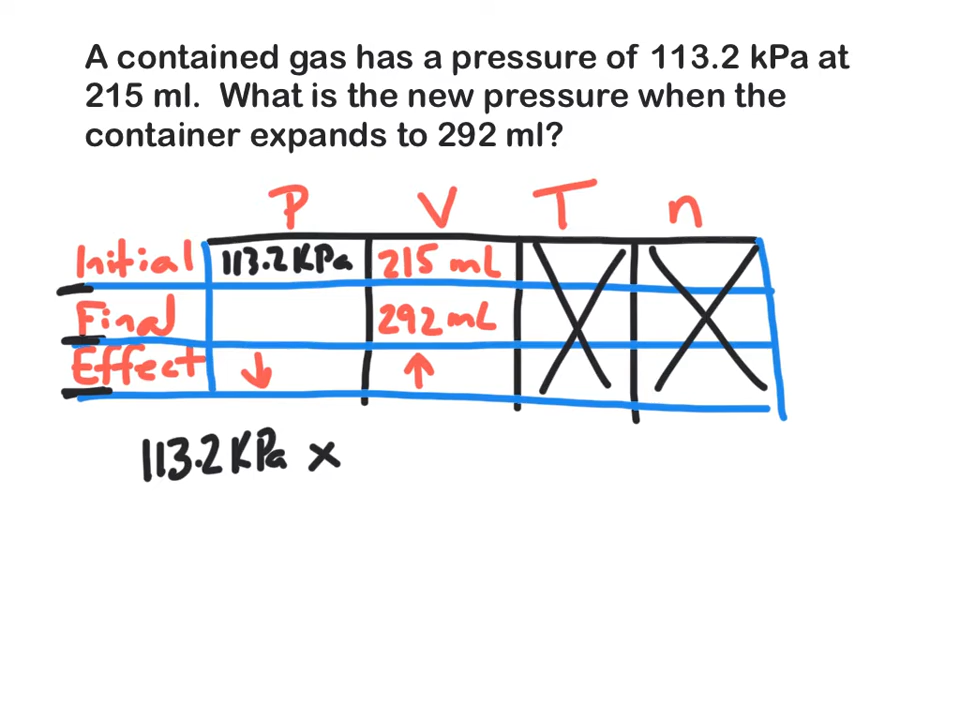 A contained gas has a pressure of 113.2 kPa at
215 ml. What is the new pressure when the
container expands to 292 ml?
P V T n
Initial 113.2 KPa 215 mL
Final 292 mL
Effect ↓ ↑
113.2 KPa ×